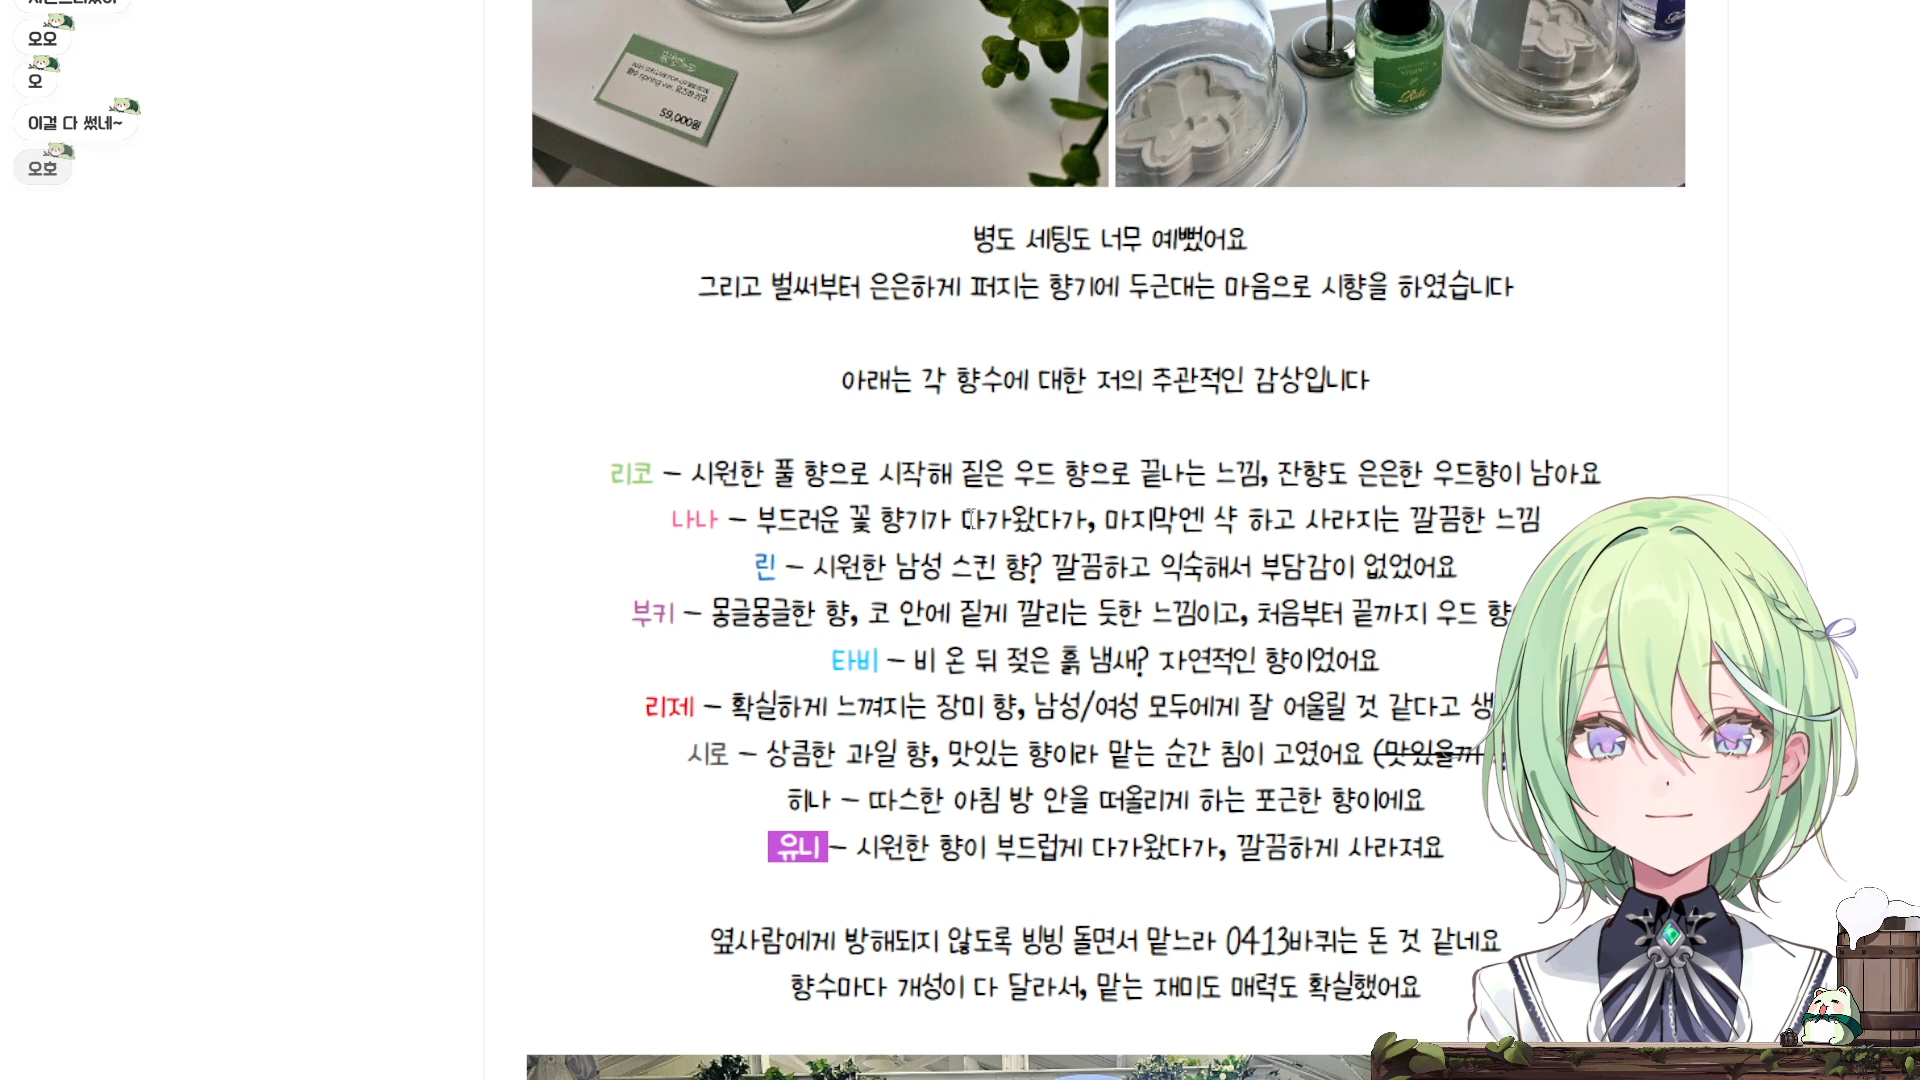 오오
오
이걸 다 썼네~
오호
59,000원
병도 세팅도 너무 예뻤어요
그리고 벌써부터 은은하게 퍼지는 향기에 두근대는 마음으로 시향을 하였습니다
아래는 각 향수에 대한 저의 주관적인 감상입니다
리코 – 시원한 풀 향으로 시작해 짙은 우드 향으로 끝나는 느낌, 잔향도 은은한 우드향이 남아요
나나 – 부드러운 꽃 향기가 다가왔다가, 마지막엔 샥 하고 사라지는 깔끔한 느낌
린 – 시원한 남성 스킨 향? 깔끔하고 익숙해서 부담감이 없었어요
부키 – 몽글몽글한 향, 코 안에 짙게 깔리는 듯한 느낌이고, 처음부터 끝까지 우드 향
타비 – 비 온 뒤 젖은 흙 냄새? 자연적인 향이었어요
리제 – 확실하게 느껴지는 장미 향, 남성/여성 모두에게 잘 어울릴 것 같다고 생
시로 – 상큼한 과일 향, 맛있는 향이라 맡는 순간 침이 고였어요 (맛있을까
히나 – 따스한 아침 방 안을 떠올리게 하는 포근한 향이에요
유니 – 시원한 향이 부드럽게 다가왔다가, 깔끔하게 사라져요
옆사람에게 방해되지 않도록 빙빙 돌면서 맡느라 0413바퀴는 돈 것 같네요
향수마다 개성이 다 달라서, 맡는 재미도 매력도 확실했어요